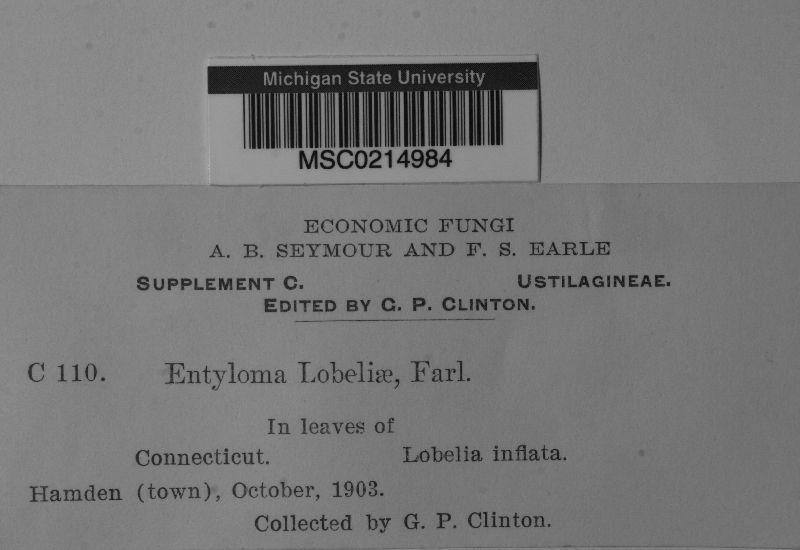 Michigan State University
MSC0214984
ECONOMIC FUNGI
A. B. SEYMOUR AND F. S. EARLE
SUPPLEMENT C. USTILAGINEAE.
EDITED BY G. P. CLINTON.
C 110. Entyloma Lobeliæ, Farl.
In leaves of
Connecticut. Lobelia inflata.
Hamden (town), October, 1903.
Collected by G. P. Clinton.